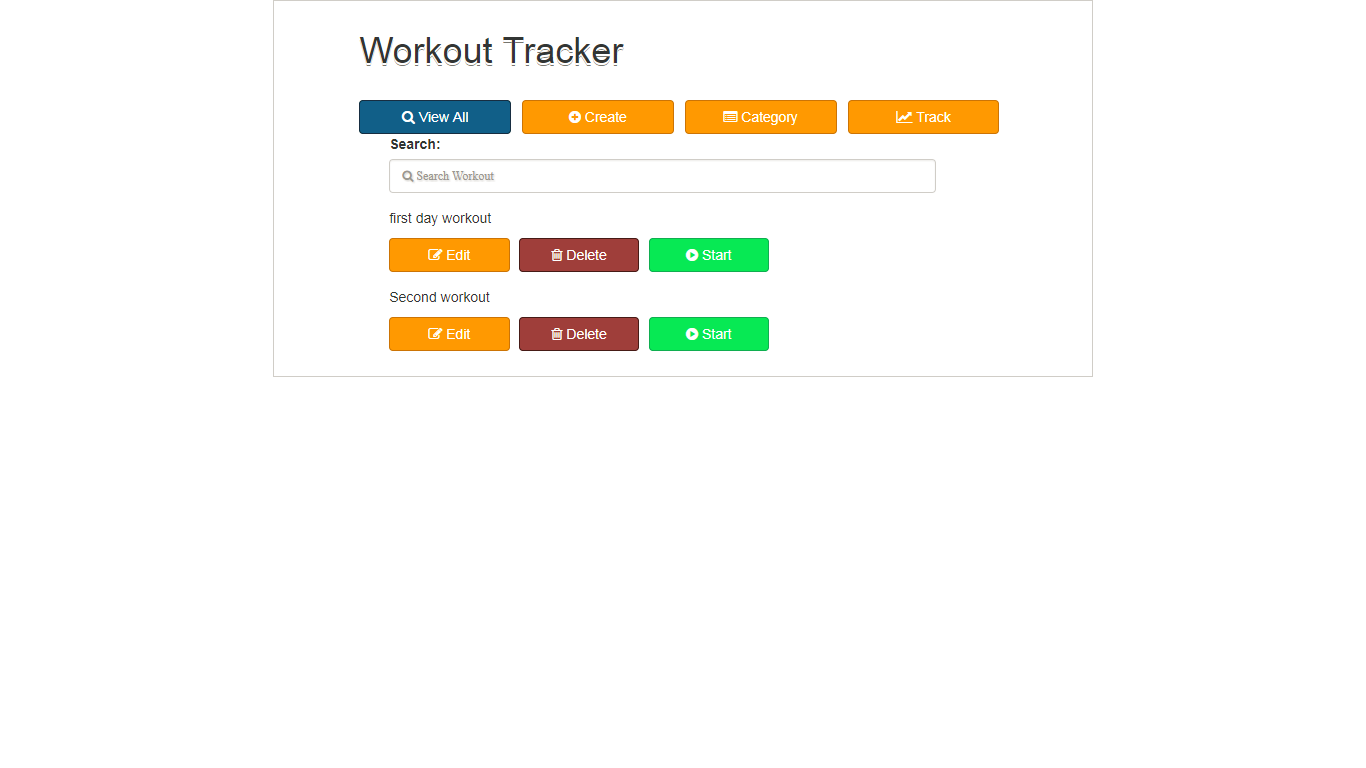 Workout Tracker
View All Create Category Track
Search:
Search Workout
first day workout
Edit Delete Start
Second workout
Edit Delete Start